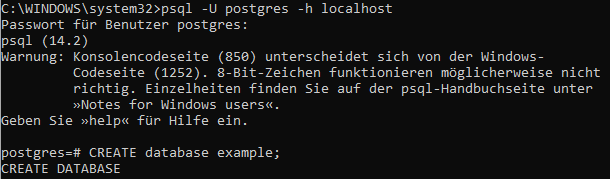 C:\WINDOWS\system32>psql -U postgres -h localhost
Passwort für Benutzer postgres:
psql (14.2)
Warnung: Konsolencodeseite (850) unterscheidet sich von der Windows-
Codeseite (1252). 8-Bit-Zeichen funktionieren möglicherweise nicht
richtig. Einzelheiten finden Sie auf der psql-Handbuchseite unter
»Notes for Windows users«.
Geben Sie »help« für Hilfe ein.
postgres=# CREATE database example;
CREATE DATABASE